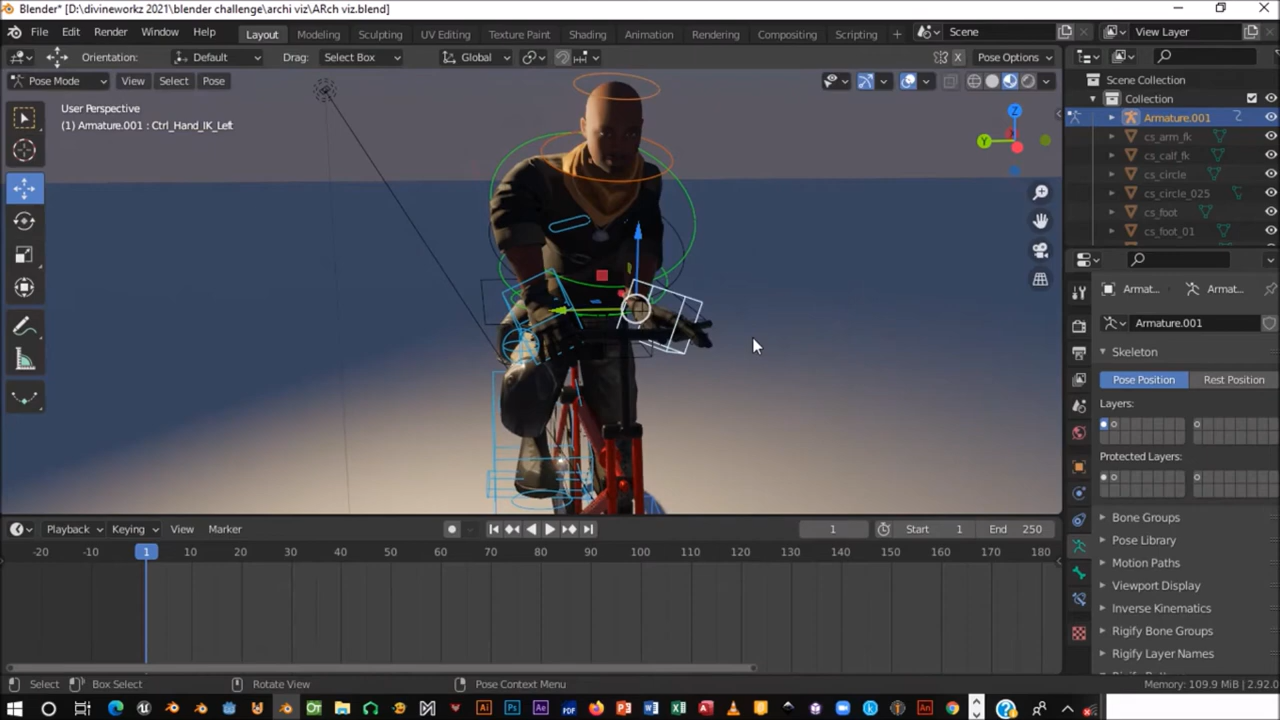 Blender* [D:\divineworkz 2021\blender challenge\archi viz\ARch viz.blend]
File Edit Render Window Help Layout Modeling Sculpting UV Editing Texture Paint Shading Animation Rendering Compositing Scripting + Scene View Layer
Orientation: Default Drag: Select Box Global Pose Options
Pose Mode View Select Pose
User Perspective
(1) Armature.001 : Ctrl_Hand_IK_Left
Z
Y
Scene Collection
Collection
Armature.001
cs_arm_fk
cs_calf_fk
cs_circle
cs_circle_025
cs_foot
cs_foot_01
Armat... Armat...
Armature.001
Skeleton
Pose Position Rest Position
Layers:
Protected Layers:
Bone Groups
Pose Library
Motion Paths
Viewport Display
Inverse Kinematics
Rigify Bone Groups
Rigify Layer Names
Playback Keying View Marker 1 Start 1 End 250
-20 -10 1 10 20 30 40 50 60 70 80 90 100 110 120 130 140 150 160 170 180
Select Box Select Rotate View Pose Context Menu Memory: 109.9 MiB | 2.92.0